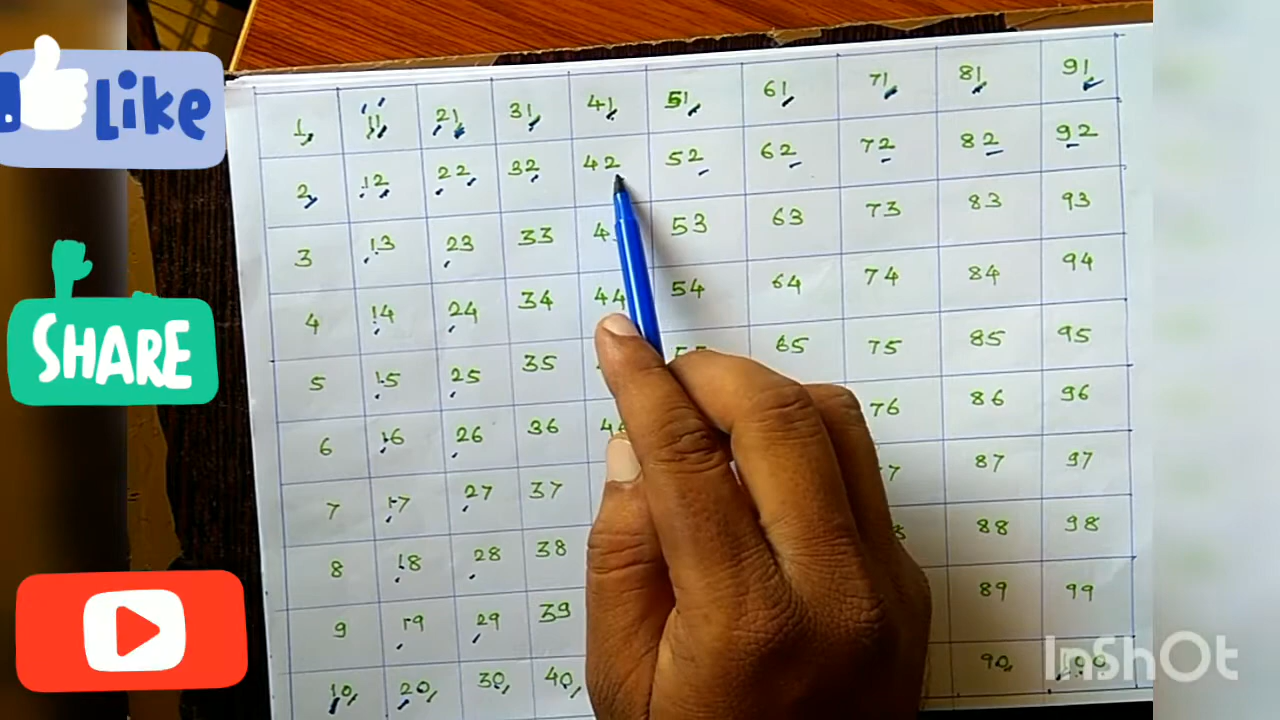 Like
SHARE
1 11 21 31 41 51 61 71 81 91
2 12 22 32 42 52 62 72 82 92
3 13 23 33 53 63 73 83 93
4 14 24 34 44 54 64 74 84 94
5 15 25 35 65 75 85 95
6 16 26 36 76 86 96
7 17 27 37 87 97
8 18 28 38 88 98
9 19 29 39 89 99
10 20 30 40 90 100
InShOt